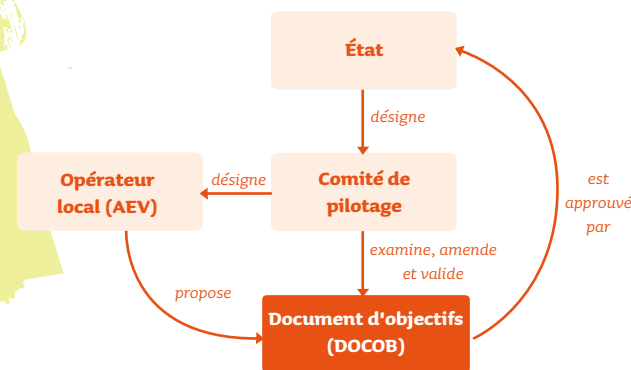 État
désigne
Opérateur
local (AEV)
désigne
Comité de
pilotage
est
approuvé
par
examine, amende
et valide
propose
Document d'objectifs
(DOCOB)